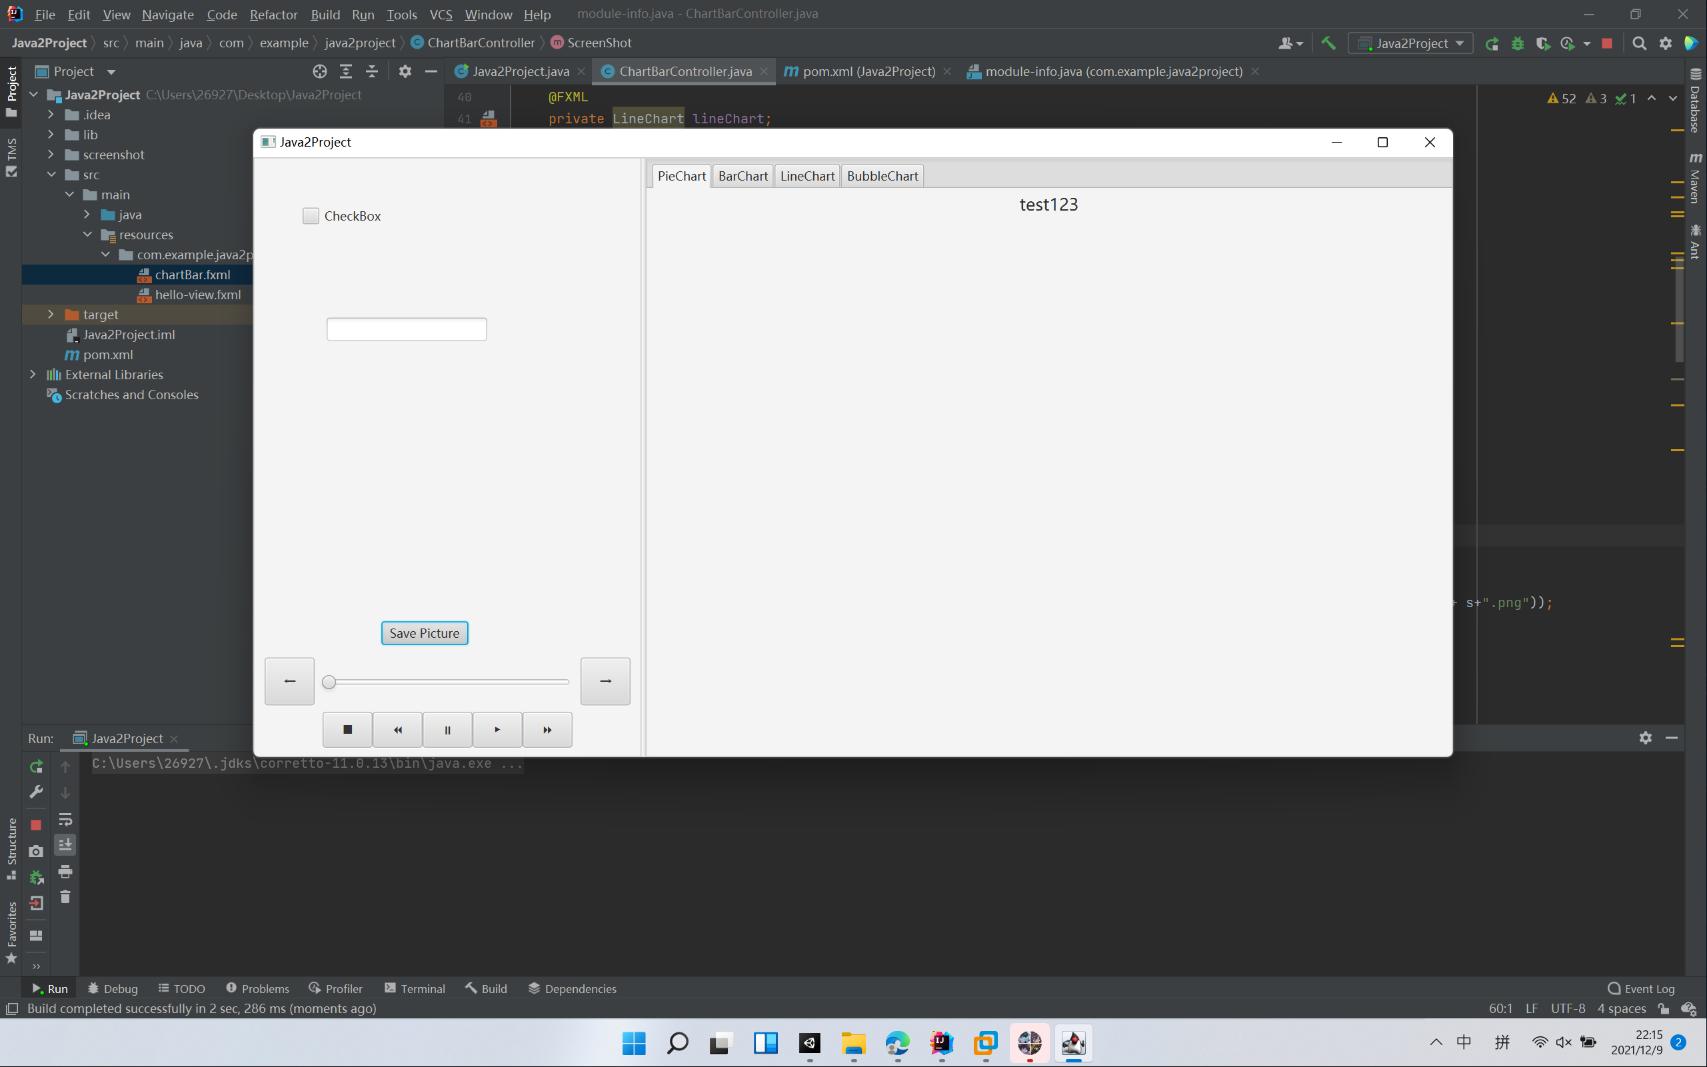 File Edit View Navigate Code Refactor Build Run Tools VCS Window Help module-info.java - ChartBarController.java
Java2Project src main java com example java2project ChartBarController ScreenShot Java2Project
Project Java2Project.java ChartBarController.java pom.xml (Java2Project) module-info.java (com.example.java2project)
Project
TMS
Structure
Favorites
Database
Maven
Ant
Java2Project C:\Users\26927\Desktop\Java2Project
.idea
lib
screenshot
src
main
java
resources
com.example.java2p
chartBar.fxml
hello-view.fxml
target
Java2Project.iml
pom.xml
External Libraries
Scratches and Consoles
40 @FXML
41 private LineChart lineChart;
52 3 1
s+".png"));
Java2Project
PieChart BarChart LineChart BubbleChart
test123
CheckBox
Save Picture
Run: Java2Project
C:\Users\26927\.jdks\corretto-11.0.13\bin\java.exe ...
Run Debug TODO Problems Profiler Terminal Build Dependencies Event Log
Build completed successfully in 2 sec, 286 ms (moments ago) 60:1 LF UTF-8 4 spaces
中 拼 22:15
2021/12/9 2